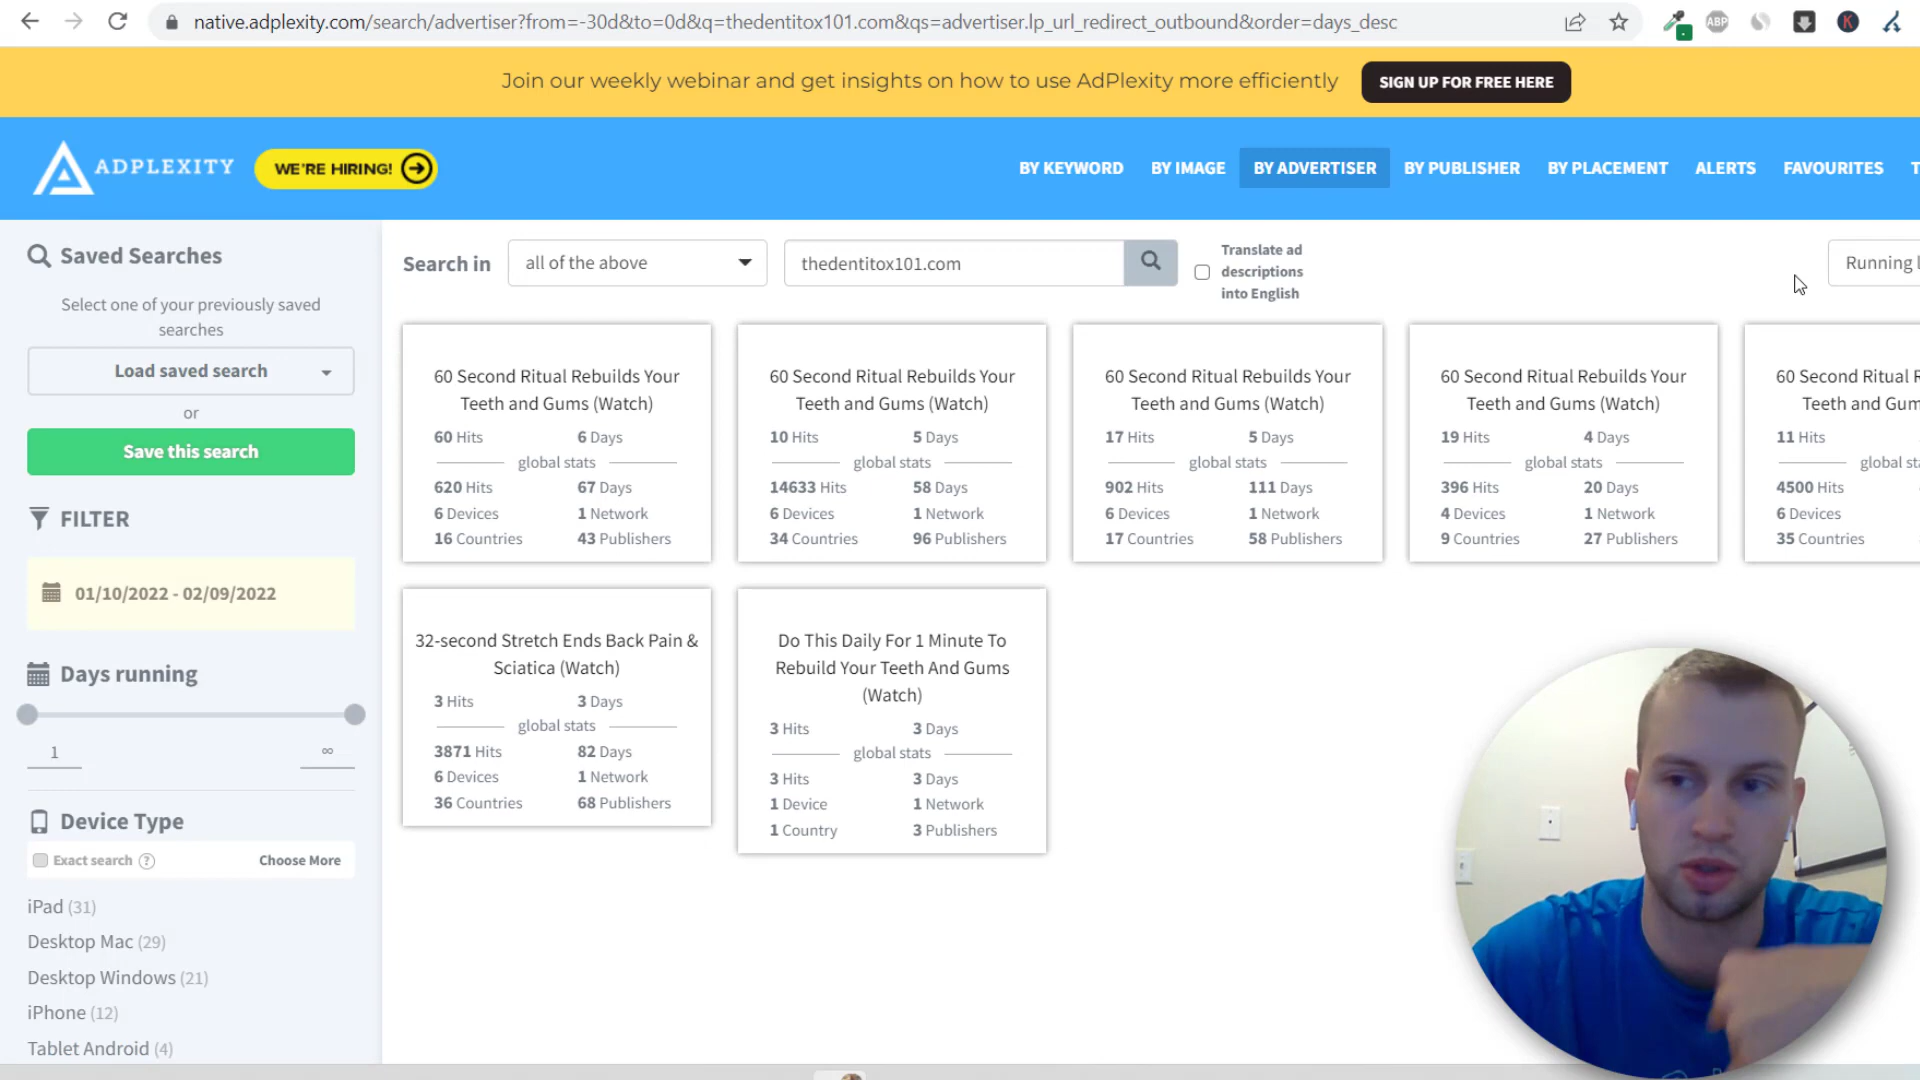 native.adplexity.com/search/advertiser?from=-30d&to=0d&q=thedentitox101.com&qs=advertiser.lp_url_redirect_outbound&order=days_desc
ABP
K
Join our weekly webinar and get insights on how to use AdPlexity more efficiently
SIGN UP FOR FREE HERE
ADPLEXITY
WE'RE HIRING!
BY KEYWORD
BY IMAGE
BY ADVERTISER
BY PUBLISHER
BY PLACEMENT
ALERTS
FAVOURITES
T
Saved Searches
Select one of your previously saved
searches
Load saved search
or
Save this search
FILTER
01/10/2022 - 02/09/2022
Days running
1
∞
Device Type
Exact search ?
Choose More
iPad (31)
Desktop Mac (29)
Desktop Windows (21)
iPhone (12)
Tablet Android (4)
Search in
all of the above
thedentitox101.com
Translate ad
descriptions
into English
Running l
60 Second Ritual Rebuilds Your
Teeth and Gums (Watch)
60 Hits 6 Days
global stats
620 Hits 67 Days
6 Devices 1 Network
16 Countries 43 Publishers
60 Second Ritual Rebuilds Your
Teeth and Gums (Watch)
10 Hits 5 Days
global stats
14633 Hits 58 Days
6 Devices 1 Network
34 Countries 96 Publishers
60 Second Ritual Rebuilds Your
Teeth and Gums (Watch)
17 Hits 5 Days
global stats
902 Hits 111 Days
6 Devices 1 Network
17 Countries 58 Publishers
60 Second Ritual Rebuilds Your
Teeth and Gums (Watch)
19 Hits 4 Days
global stats
396 Hits 20 Days
4 Devices 1 Network
9 Countries 27 Publishers
60 Second Ritual R
Teeth and Gum
11 Hits
global sta
4500 Hits
6 Devices
35 Countries
32-second Stretch Ends Back Pain &
Sciatica (Watch)
3 Hits 3 Days
global stats
3871 Hits 82 Days
6 Devices 1 Network
36 Countries 68 Publishers
Do This Daily For 1 Minute To
Rebuild Your Teeth And Gums
(Watch)
3 Hits 3 Days
global stats
3 Hits 3 Days
1 Device 1 Network
1 Country 3 Publishers